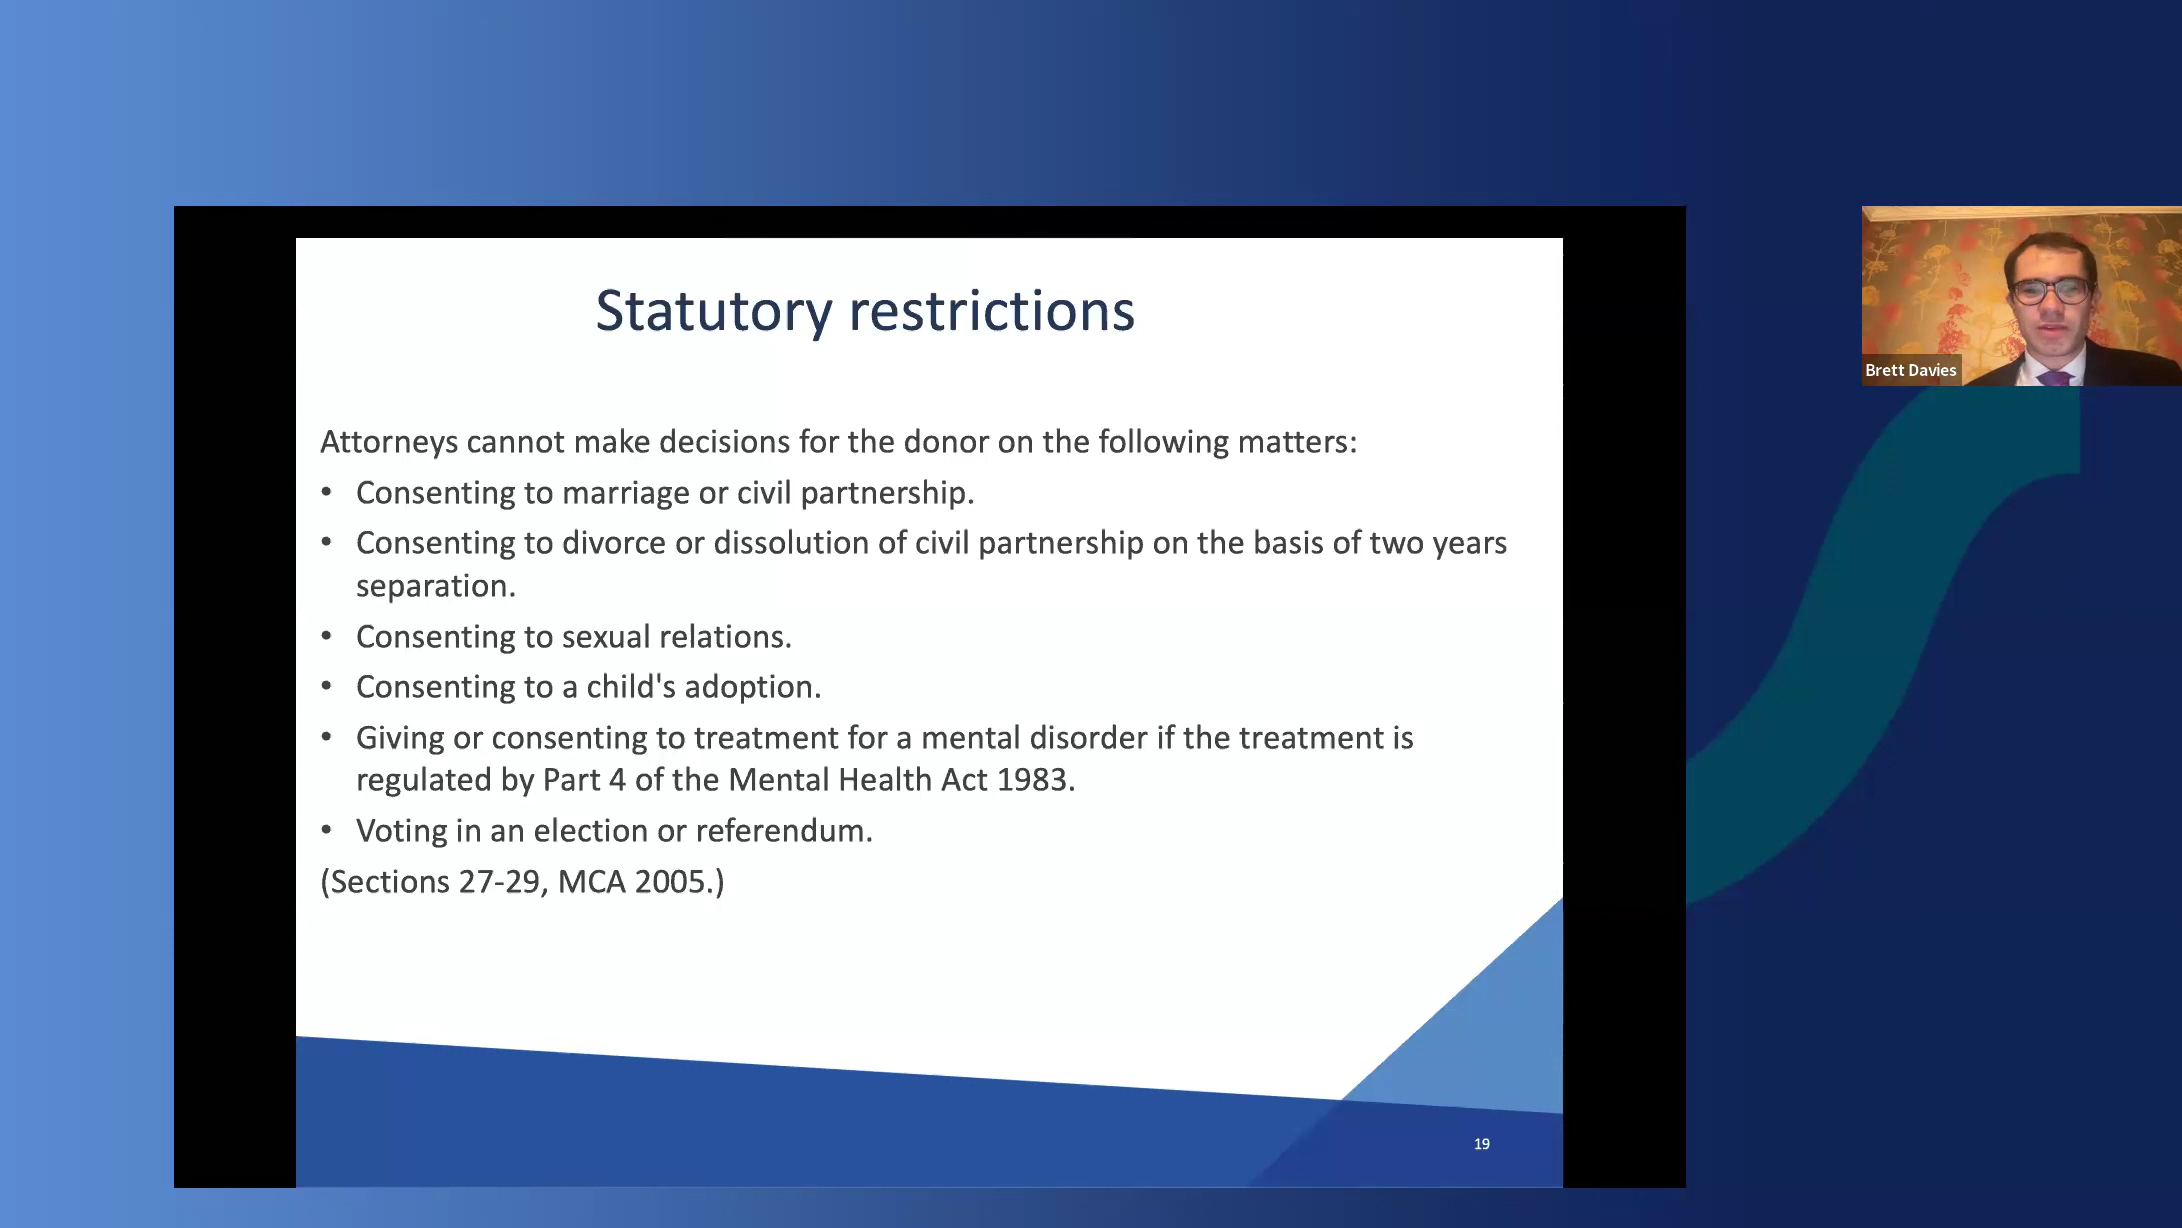 Statutory restrictions
Attorneys cannot make decisions for the donor on the following matters:
• Consenting to marriage or civil partnership.
• Consenting to divorce or dissolution of civil partnership on the basis of two years
separation.
• Consenting to sexual relations.
• Consenting to a child's adoption.
• Giving or consenting to treatment for a mental disorder if the treatment is
regulated by Part 4 of the Mental Health Act 1983.
• Voting in an election or referendum.
(Sections 27-29, MCA 2005.)
19
Brett Davies